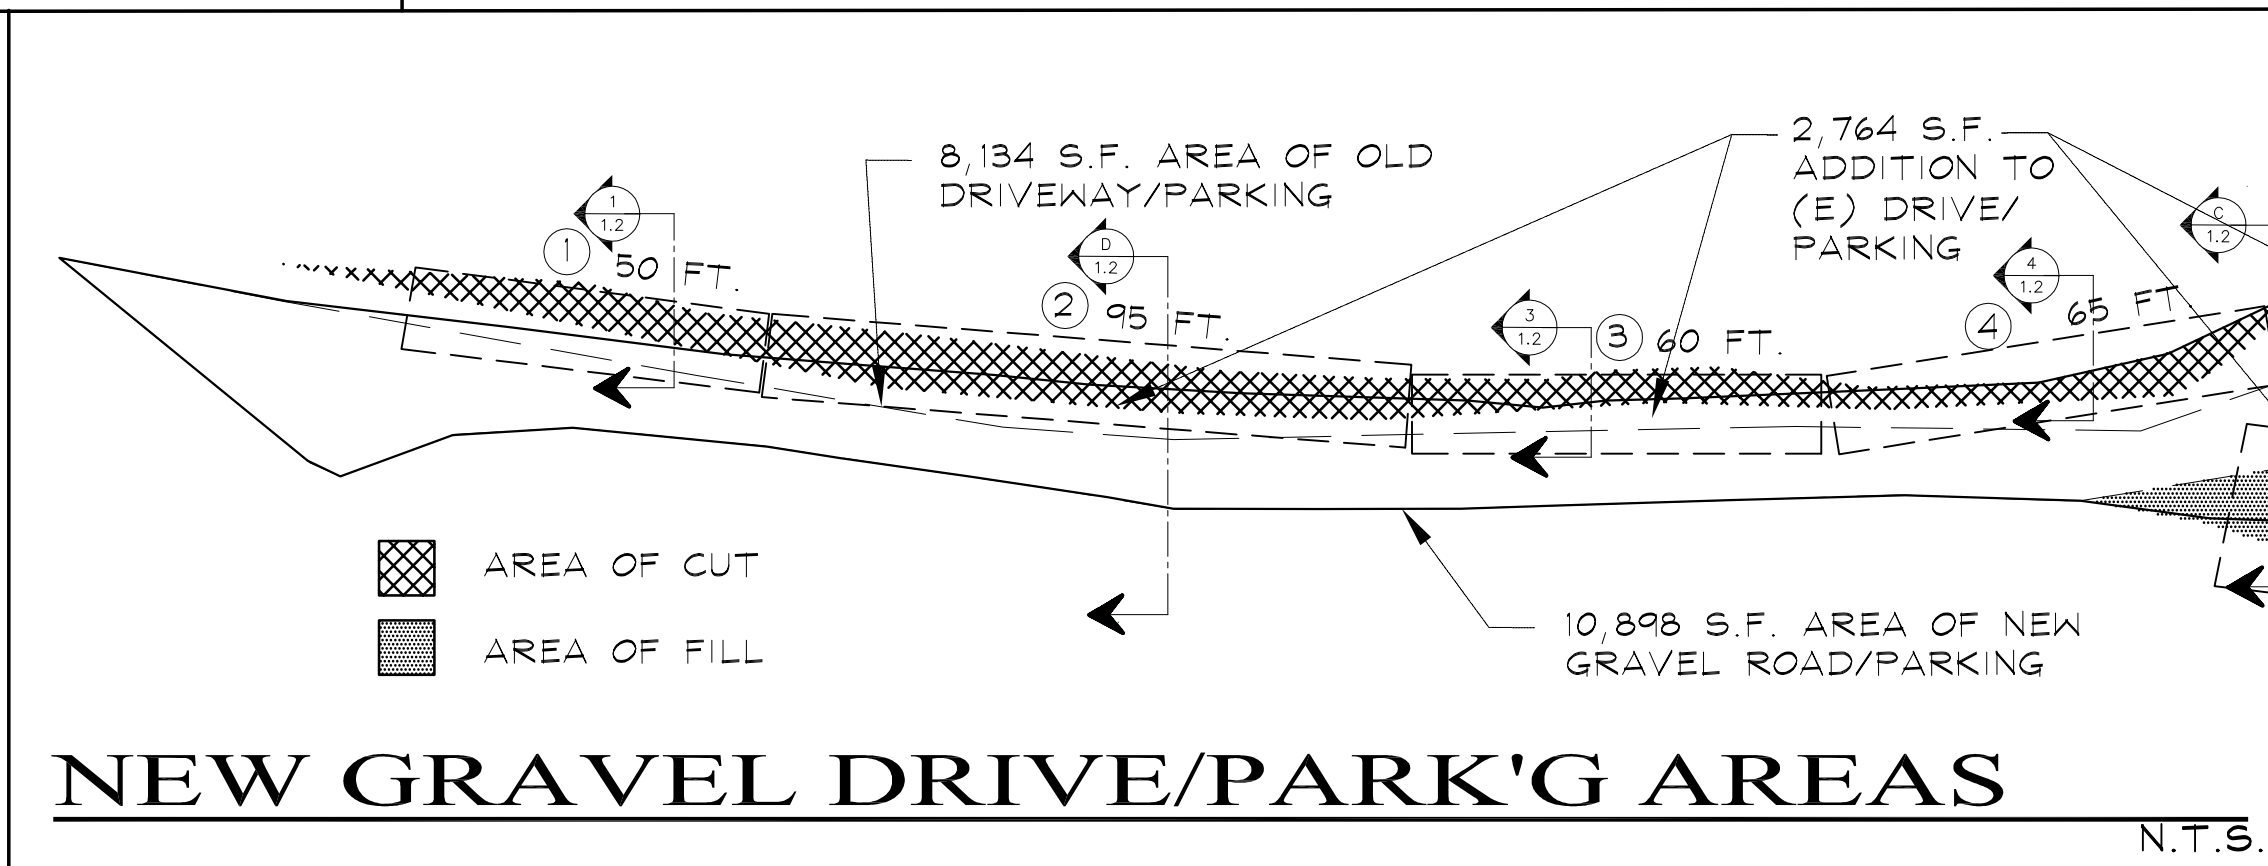 8,134 S.F. AREA OF OLD
DRIVEWAY/PARKING
2,764 S.F.
ADDITION TO
(E) DRIVE/
PARKING
1
1.2
1
50 FT.
D
1.2
2
95 FT.
3
1.2
3
60 FT.
4
1.2
4
65 FT.
C
1.2
AREA OF CUT
AREA OF FILL
10,898 S.F. AREA OF NEW
GRAVEL ROAD/PARKING
NEW GRAVEL DRIVE/PARK'G AREAS
N.T.S.